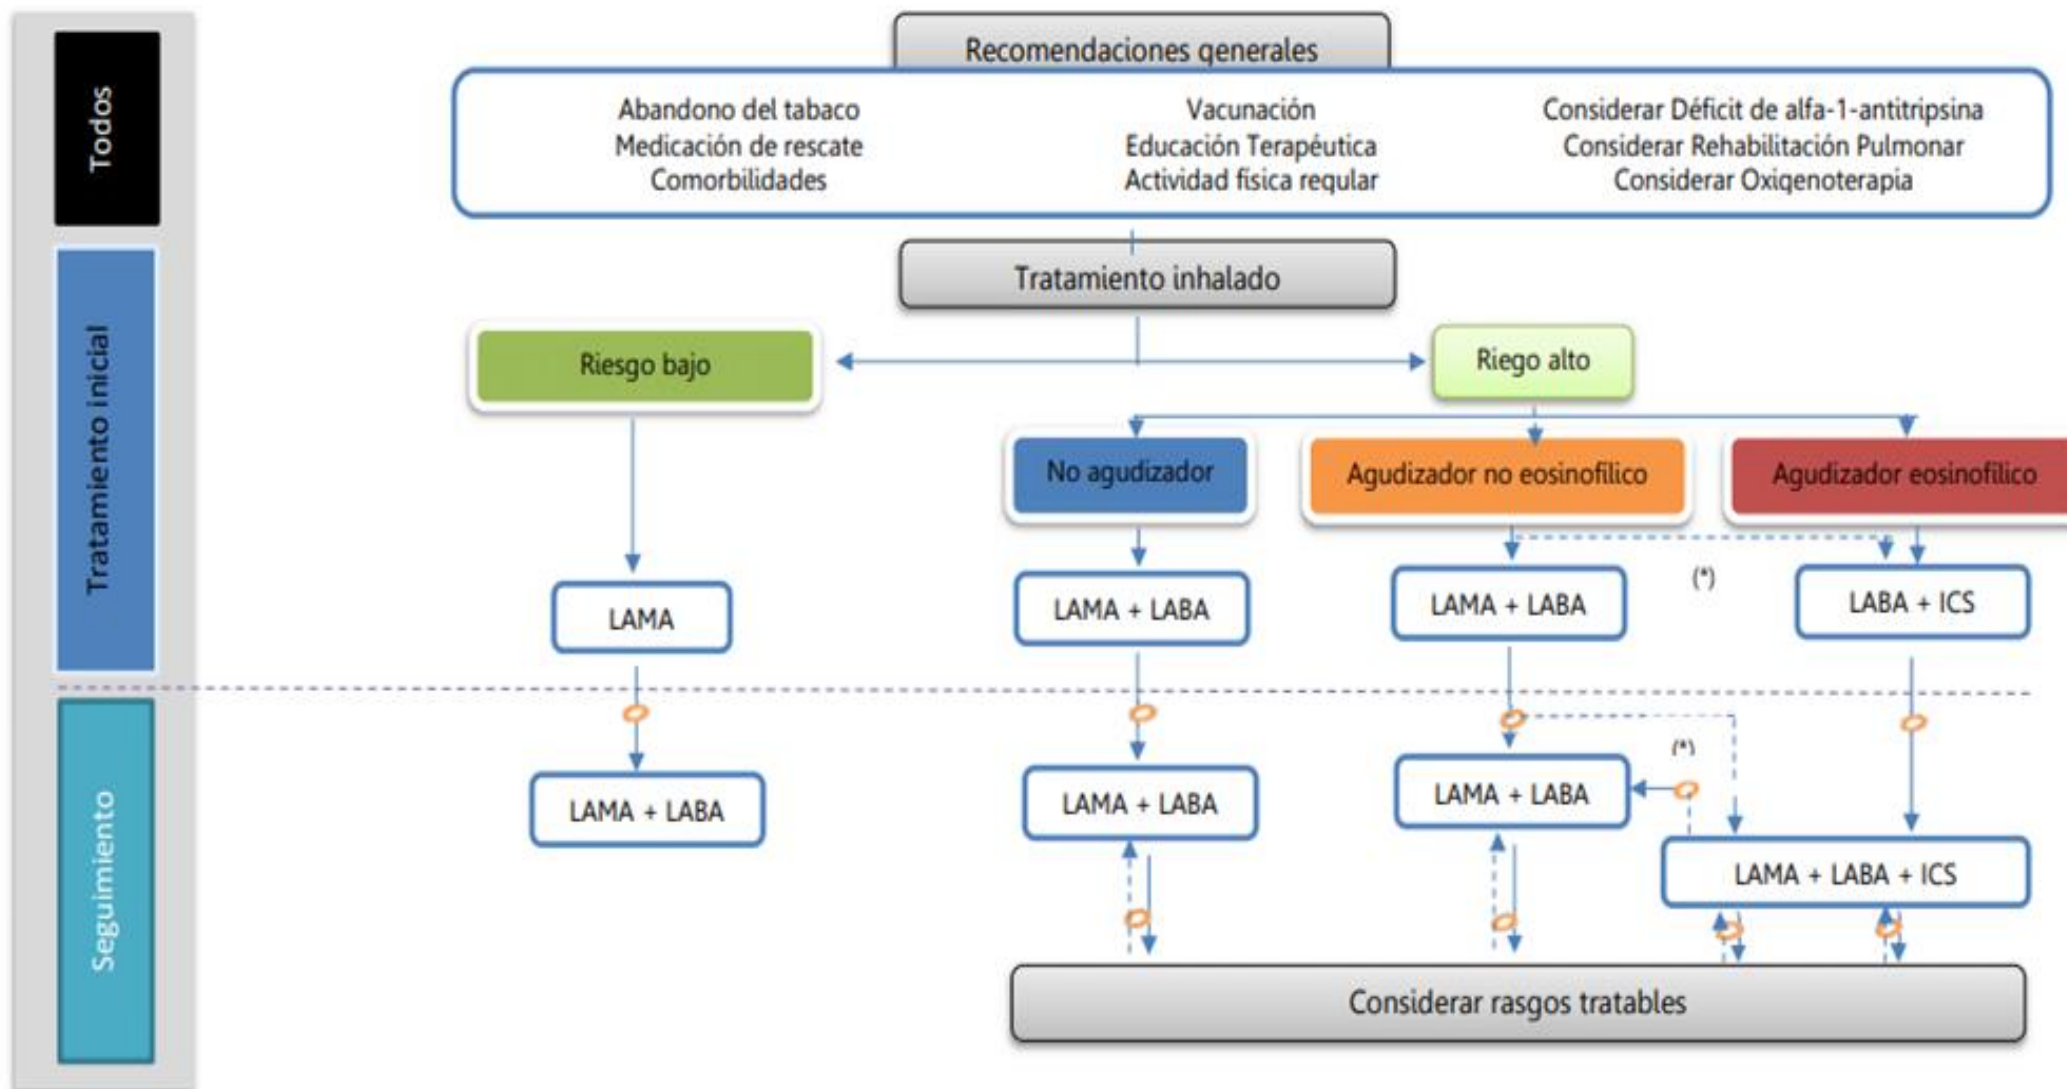 Todos
Recomendaciones generales
Abandono del tabaco
Medicación de rescate
Comorbilidades
Vacunación
Educación Terapéutica
Actividad física regular
Considerar Déficit de alfa-1-antitripsina
Considerar Rehabilitación Pulmonar
Considerar Oxigenoterapia
Tratamiento inicial
Tratamiento inhalado
Riesgo bajo
Riego alto
No agudizador
Agudizador no eosinofílico
Agudizador eosinofílico
LAMA
LAMA + LABA
LAMA + LABA
(*)
LABA + ICS
Seguimiento
LAMA + LABA
LAMA + LABA
LAMA + LABA
(*)
LAMA + LABA + ICS
Considerar rasgos tratables